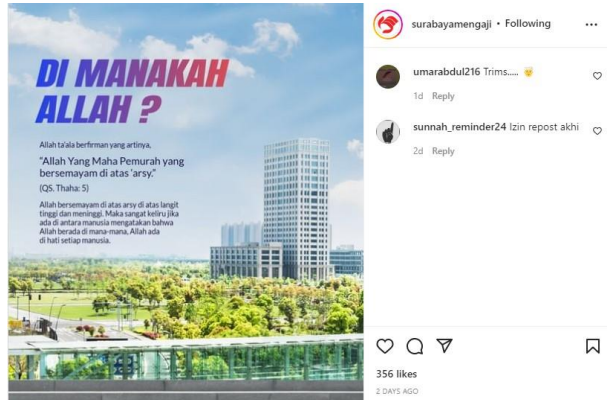 DI MANAKAH
ALLAH ?
Allah ta'ala berfirman yang artinya,
“Allah Yang Maha Pemurah yang
bersemayam di atas 'arsy.”
(QS. Thaha: 5)
Allah bersemayam di atas arsy di atas langit
tinggi dan meninggi. Maka sangat keliru jika
ada di antara manusia mengatakan bahwa
Allah berada di mana-mana, Allah ada
di hati setiap manusia.
surabayamengaji • Following
umarabdul216 Trims.....
1d Reply
sunnah_reminder24 Izin repost akhi
2d Reply
356 likes
2 DAYS AGO